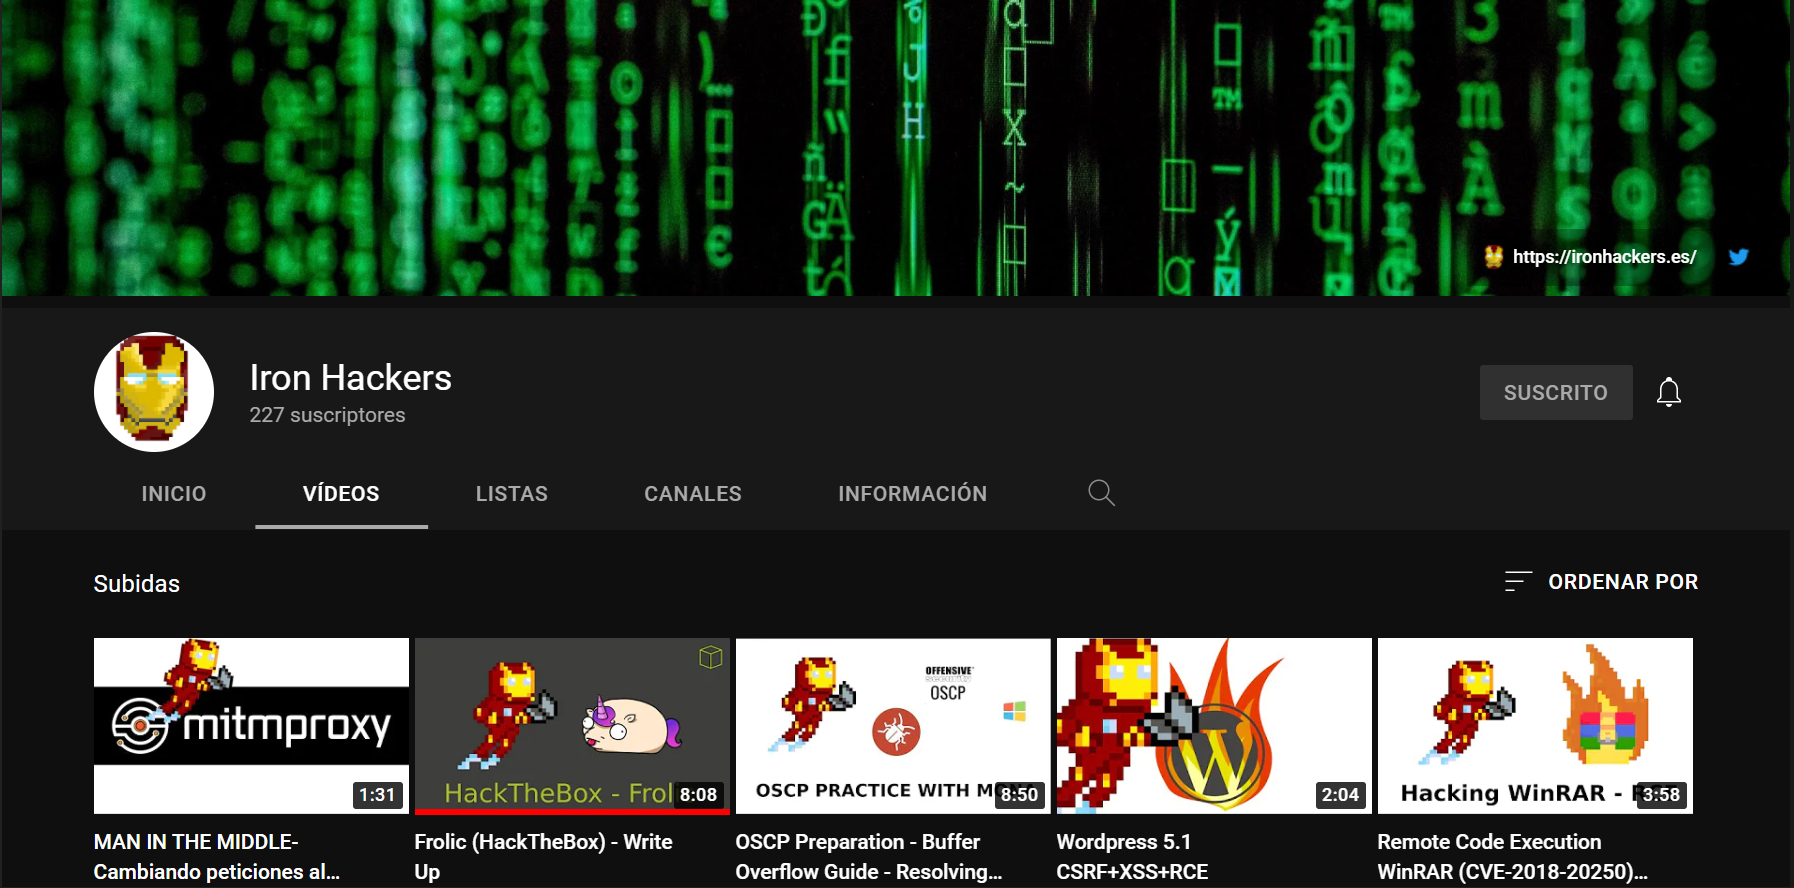 https://ironhackers.es/
Iron Hackers
227 suscriptores
SUSCRITO
INICIO
VÍDEOS
LISTAS
CANALES
INFORMACIÓN
Subidas
ORDENAR POR
mitmproxy
1:31
HackTheBox - Frol
8:08
OFFENSIVE
security
OSCP
OSCP PRACTICE WITH MONA
8:50
2:04
Hacking WinRAR -
3:58
MAN IN THE MIDDLE-
Cambiando peticiones al...
Frolic (HackTheBox) - Write
Up
OSCP Preparation - Buffer
Overflow Guide - Resolving...
Wordpress 5.1
CSRF+XSS+RCE
Remote Code Execution
WinRAR (CVE-2018-20250)...